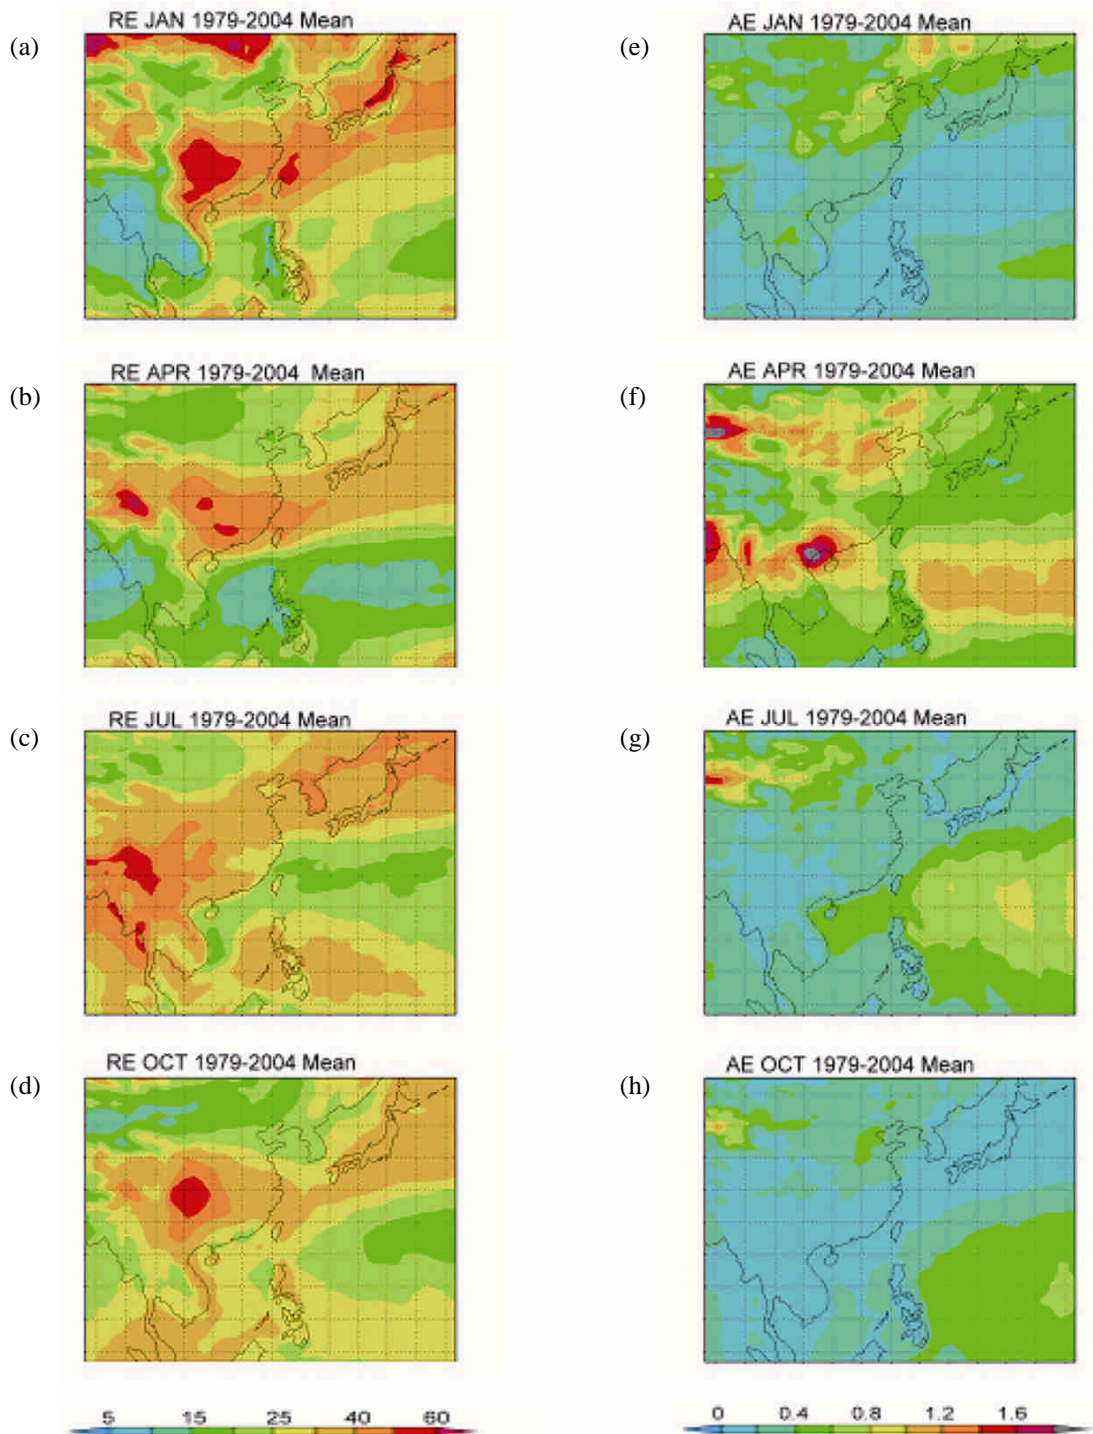 RE JAN 1979-2004 Mean
(a)
AE JAN 1979-2004 Mean
(e)
RE APR 1979-2004 Mean
(b)
AE APR 1979-2004 Mean
(f)
RE JUL 1979-2004 Mean
(c)
AE JUL 1979-2004 Mean
(g)
RE OCT 1979-2004 Mean
(d)
AE OCT 1979-2004 Mean
(h)
5 15 25 40 60
0 0.4 0.8 1.2 1.6